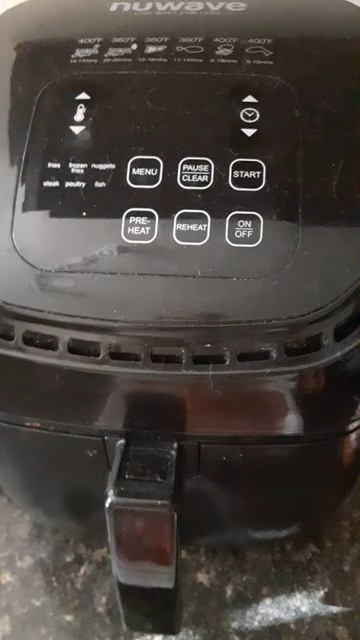 nuwave
400°F 360°F 360°F 360°F 400°F 400°F
fries frozen fries nuggets
steak poultry fish
MENU
PAUSE
CLEAR
START
PRE-
HEAT
REHEAT
ON
OFF